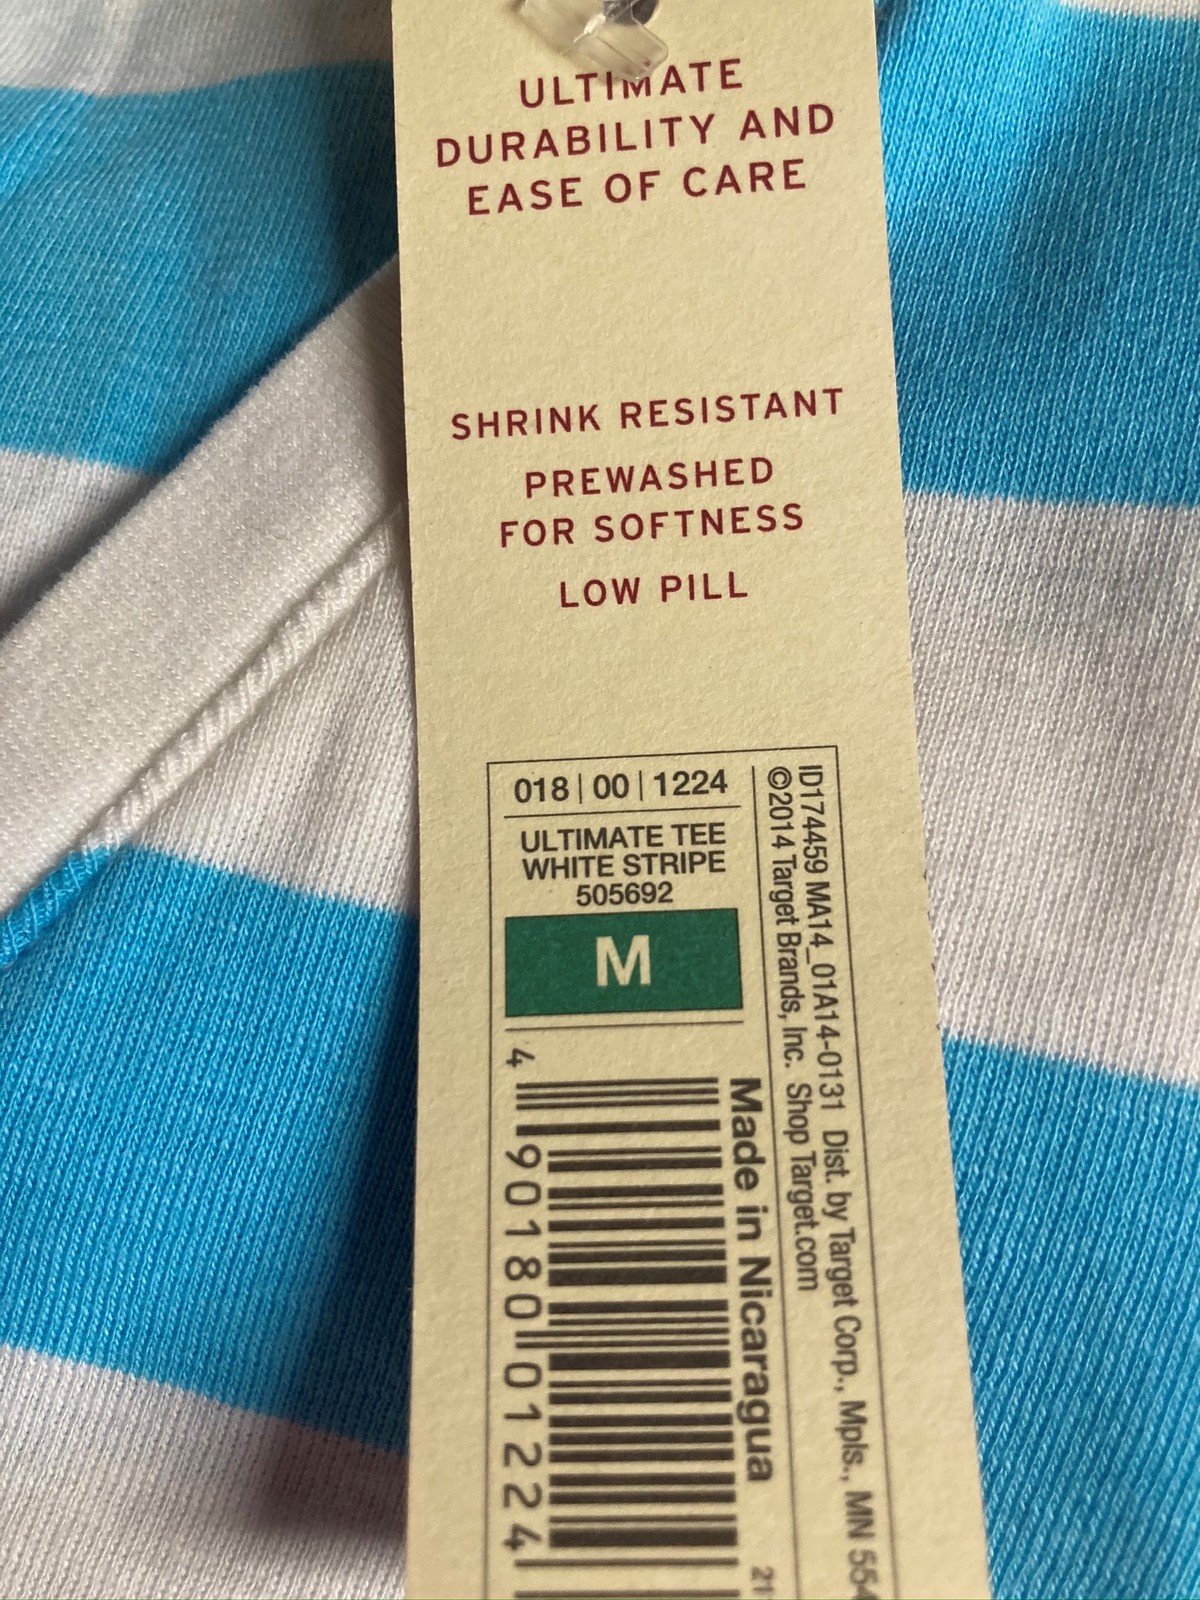 ULTIMATE
DURABILITY AND
EASE OF CARE
SHRINK RESISTANT
PREWASHED
FOR SOFTNESS
LOW PILL
018 | 00 | 1224
ULTIMATE TEE
WHITE STRIPE
505692
M
4 90180 01224
Made in Nicaragua
ID174459 MA14_01A14-0131 Dist. by Target Corp., Mpls., MN
©2014 Target Brands, Inc. Shop Target.com